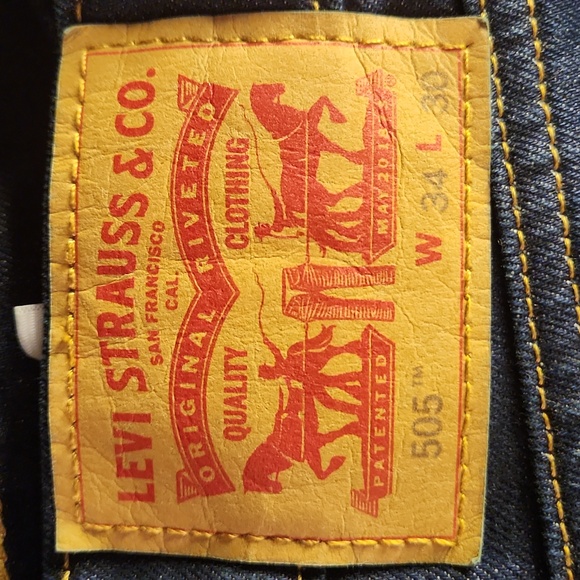 LEVI STRAUSS & CO.
SAN FRANCISCO
CAL.
ORIGINAL RIVETED
QUALITY CLOTHING
PATENTED MAY 20 1873
505™ W 34 L 30